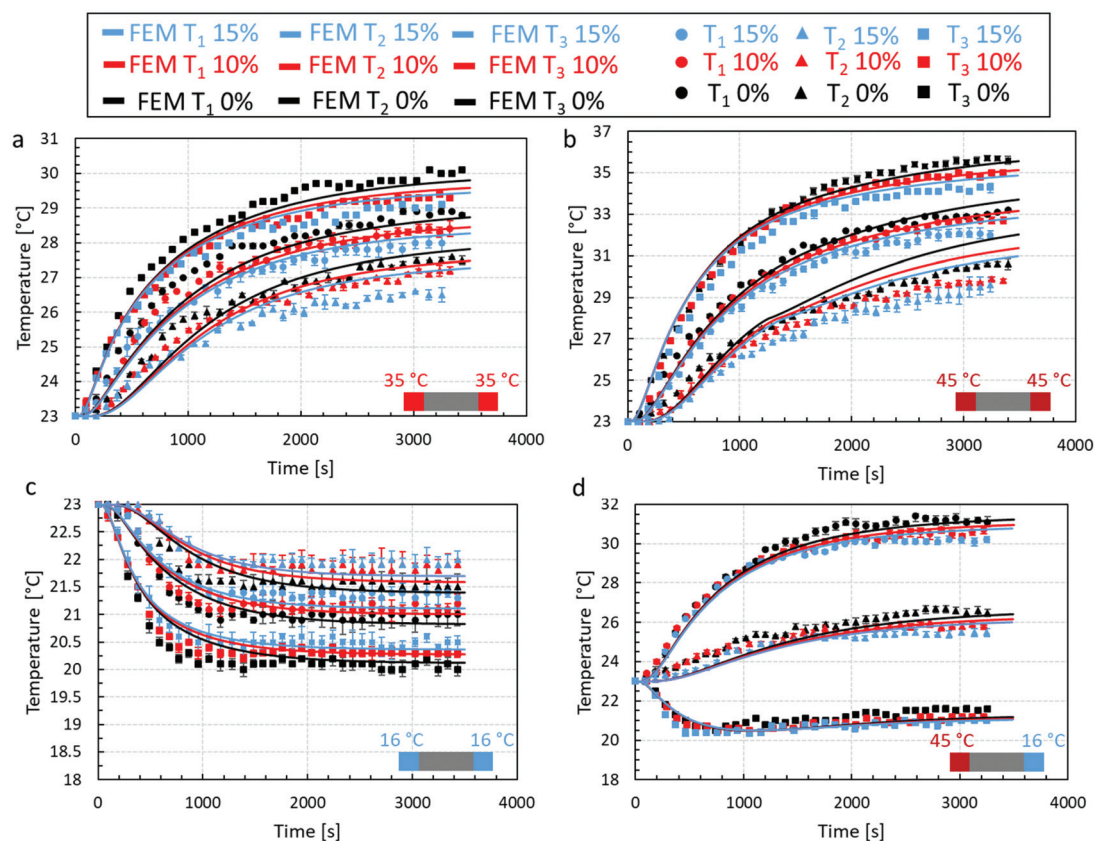 FEM T₁ 15% FEM T₂ 15% FEM T₃ 15% T₁ 15% T₂ 15% T₃ 15%
FEM T₁ 10% FEM T₂ 10% FEM T₃ 10% T₁ 10% T₂ 10% T₃ 10%
FEM T₁ 0% FEM T₂ 0% FEM T₃ 0% T₁ 0% T₂ 0% T₃ 0%
a
31
30
29
28
27
26
25
24
23
Temperature [°C]
35 °C 35 °C
0 1000 2000 3000 4000
Time [s]
b
37
35
33
31
29
27
25
23
Temperature [°C]
45 °C 45 °C
0 1000 2000 3000 4000
Time [s]
c
23
22.5
22
21.5
21
20.5
20
19.5
19
18.5
18
Temperature [°C]
16 °C 16 °C
0 1000 2000 3000 4000
Time [s]
d
32
30
28
26
24
22
20
18
Temperature [°C]
45 °C 16 °C
0 1000 2000 3000 4000
Time [s]